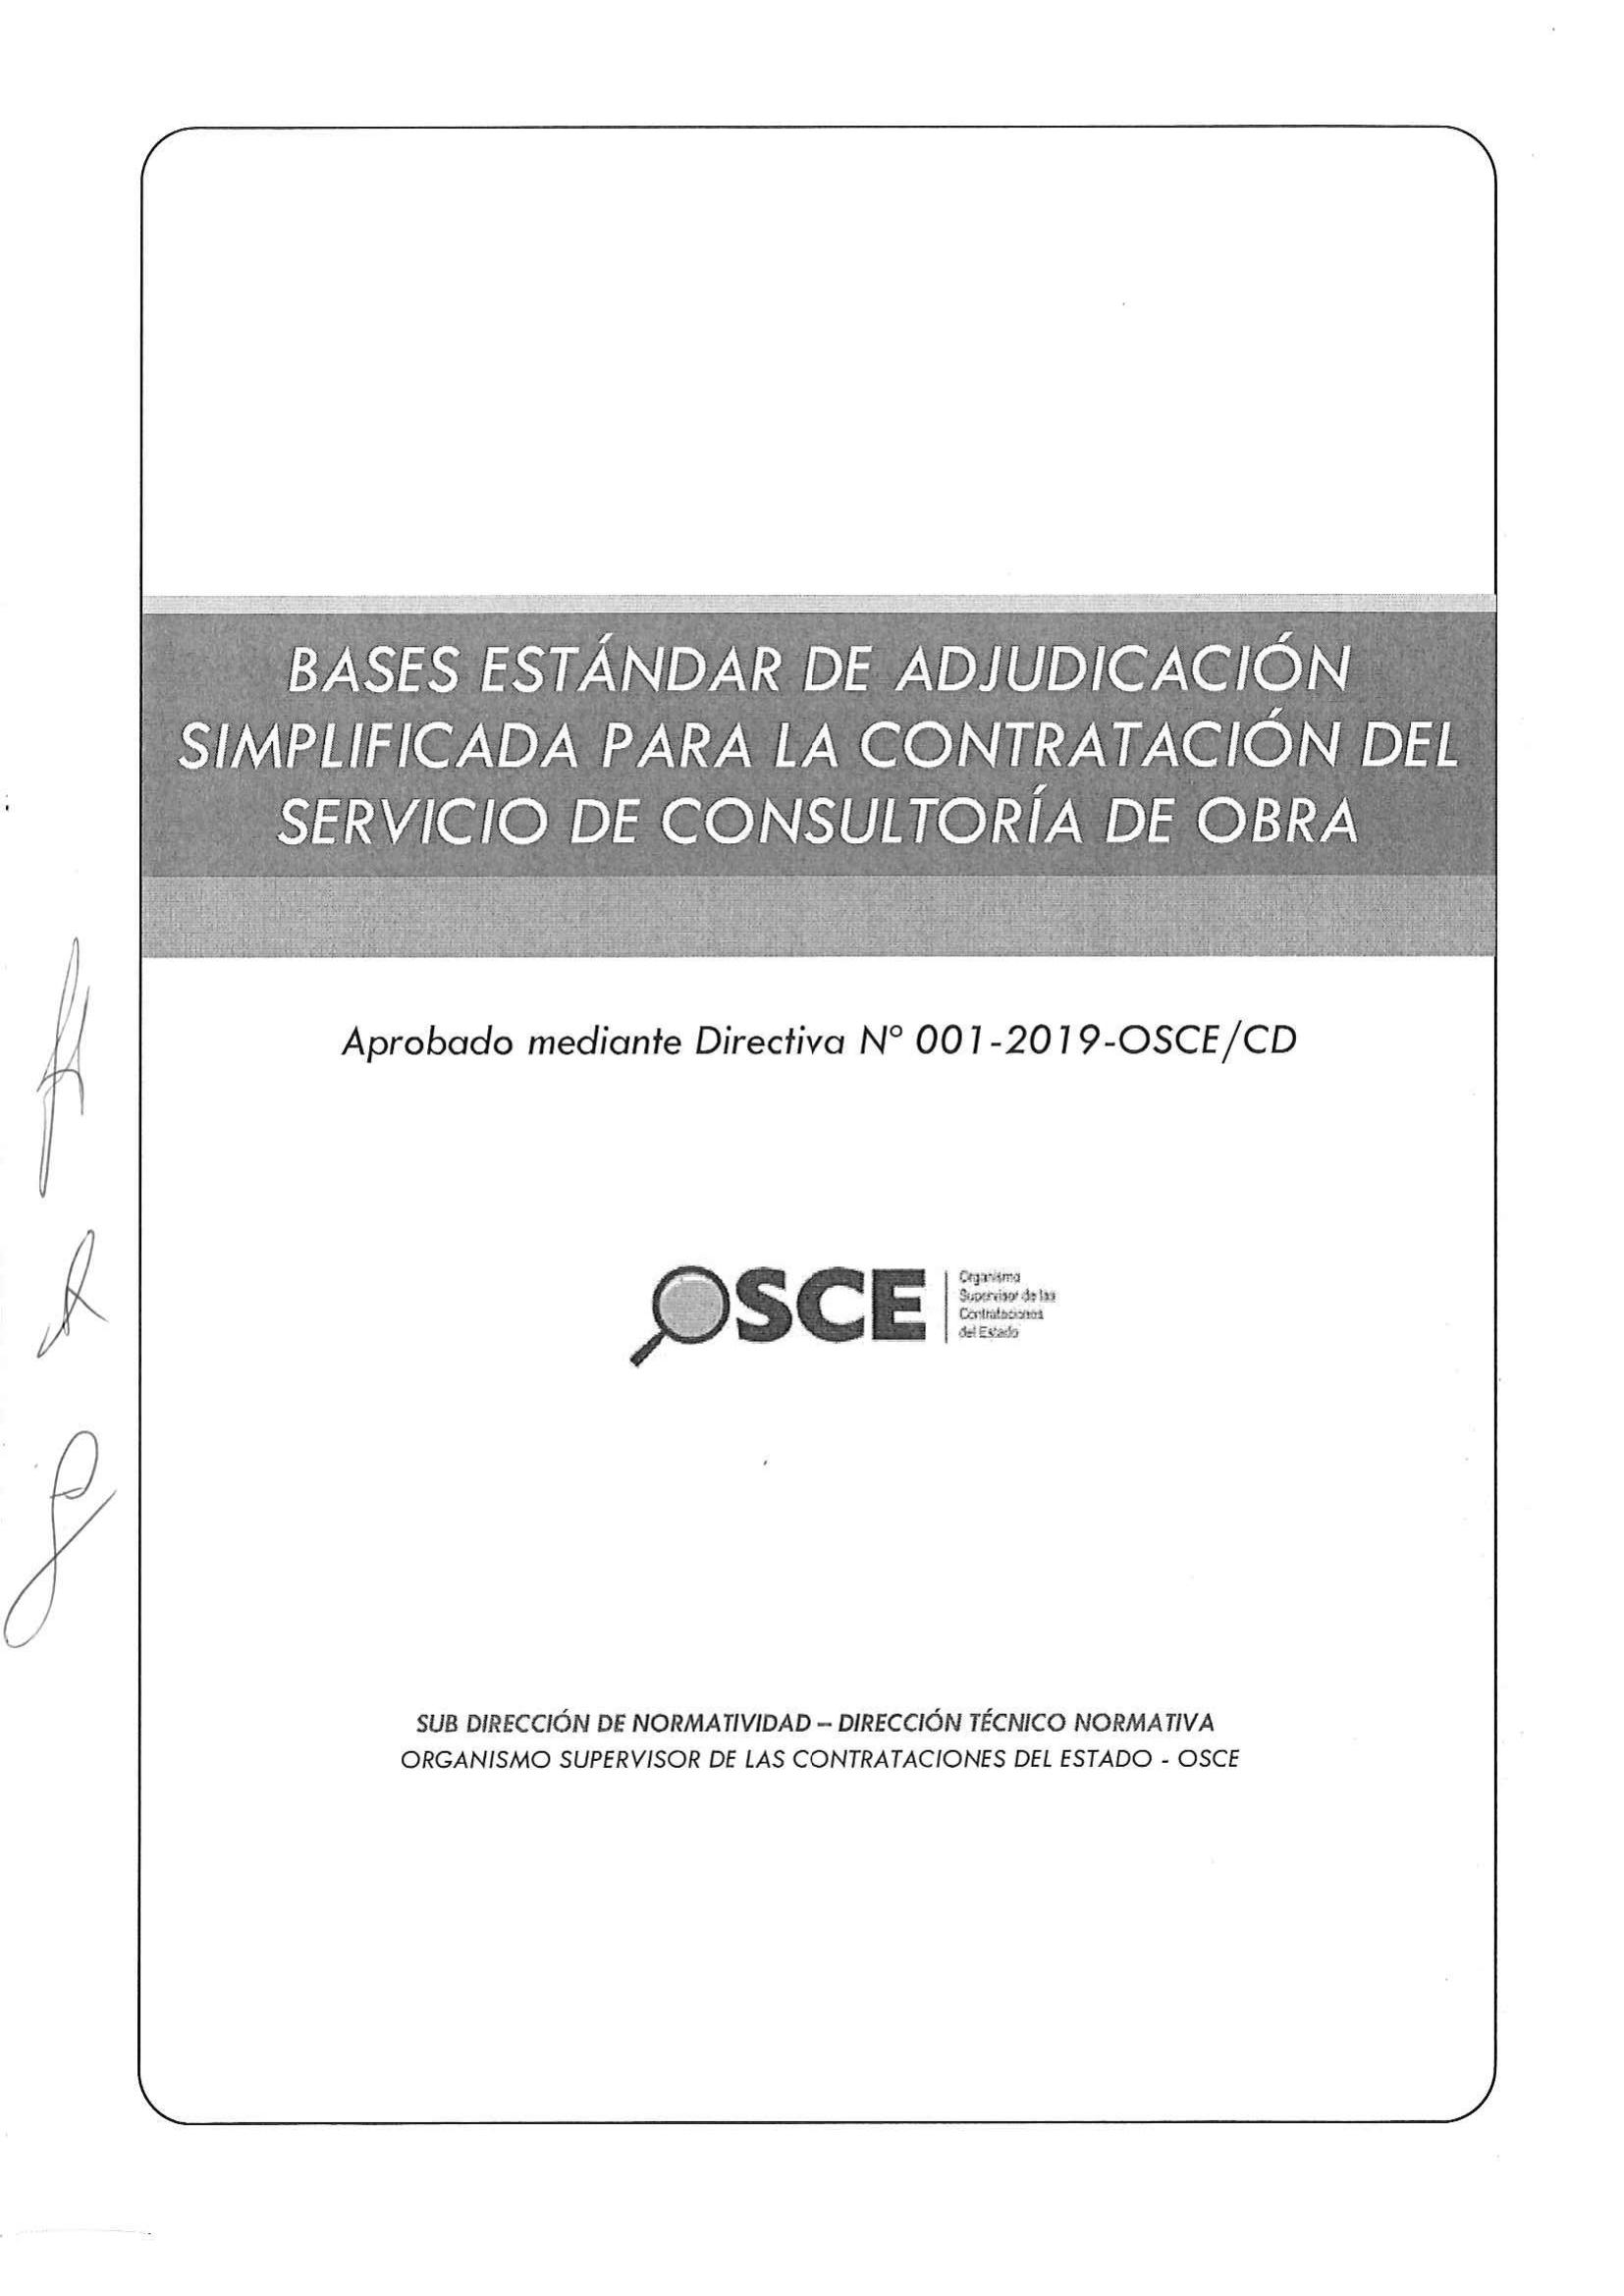 BASES ESTÁNDAR DE ADJUDICACIÓN
SIMPLIFICADA PARA LA CONTRATACIÓN DEL
SERVICIO DE CONSULTORÍA DE OBRA
Aprobado mediante Directiva Nº 001-2019-OSCE/CD
OSCE
Organismo
Supervisor de las
Contrataciones
del Estado
SUB DIRECCIÓN DE NORMATIVIDAD – DIRECCIÓN TÉCNICO NORMATIVA
ORGANISMO SUPERVISOR DE LAS CONTRATACIONES DEL ESTADO - OSCE